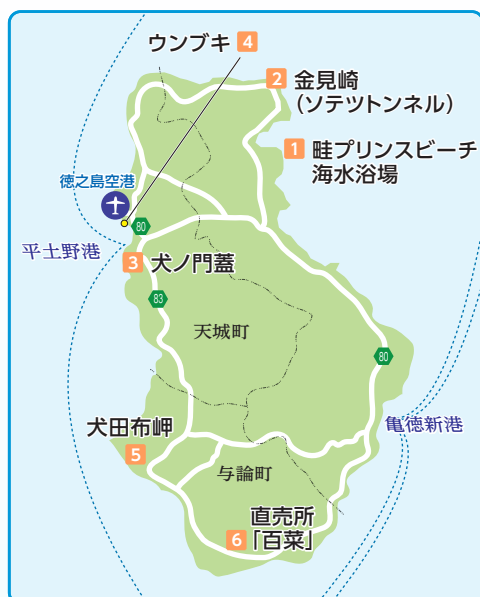 ウンブキ 4
2 金見崎
(ソテツトンネル)
1 畦プリンスビーチ
海水浴場
徳之島空港
80
平土野港
3 犬ノ門蓋
83
天城町
80
犬田布岬
5
亀徳新港
与論町
直売所
6 「百菜」